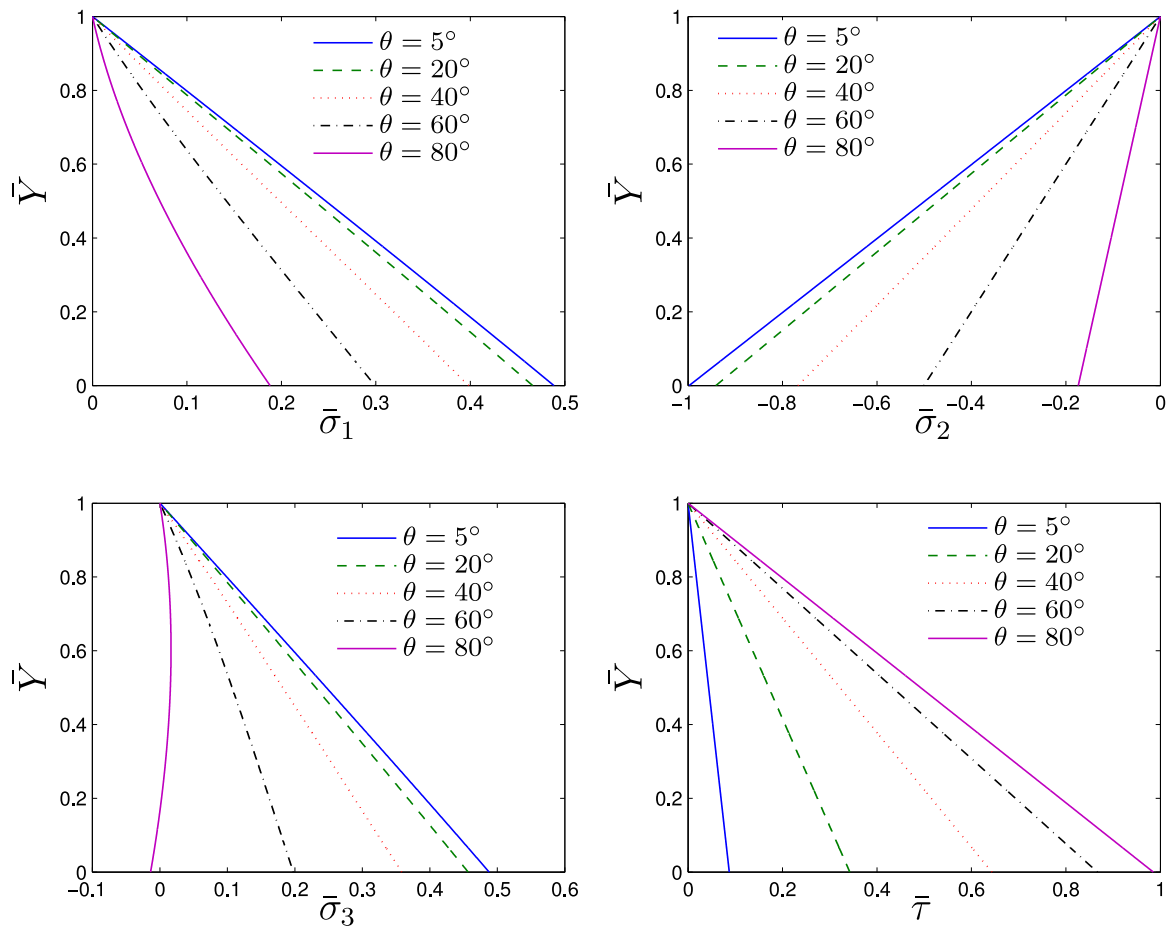 1
0.8
0.6
0.4
0.2
0
0 0.1 0.2 0.3 0.4 0.5
Ȳ
σ̄₁
θ = 5°
θ = 20°
θ = 40°
θ = 60°
θ = 80°
1
0.8
0.6
0.4
0.2
0
−1 −0.8 −0.6 −0.4 −0.2 0
Ȳ
σ̄₂
θ = 5°
θ = 20°
θ = 40°
θ = 60°
θ = 80°
1
0.8
0.6
0.4
0.2
0
−0.1 0 0.1 0.2 0.3 0.4 0.5 0.6
Ȳ
σ̄₃
θ = 5°
θ = 20°
θ = 40°
θ = 60°
θ = 80°
1
0.8
0.6
0.4
0.2
0
0 0.2 0.4 0.6 0.8 1
Ȳ
τ̄
θ = 5°
θ = 20°
θ = 40°
θ = 60°
θ = 80°